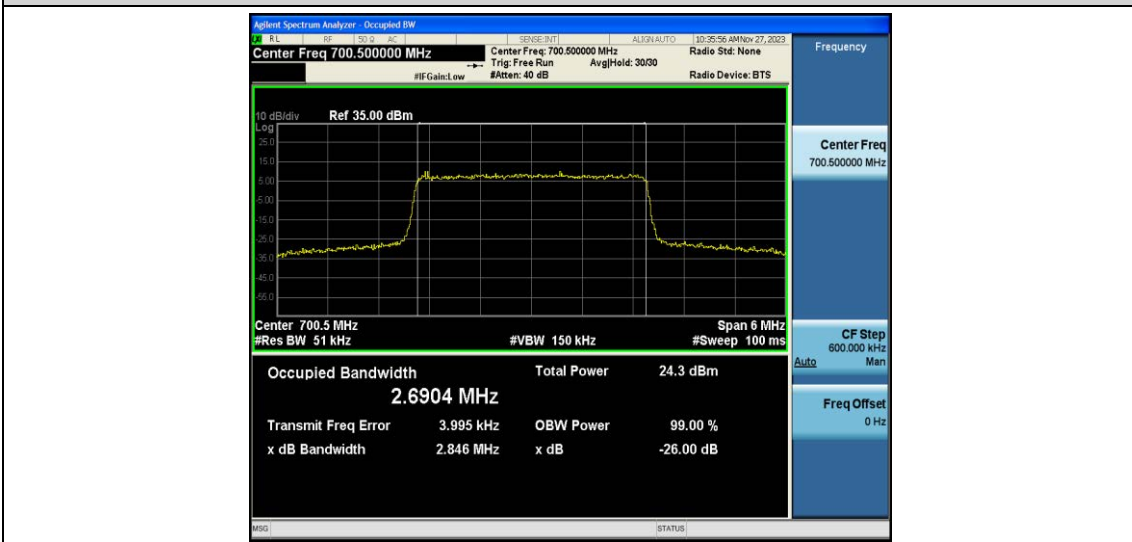 Agilent Spectrum Analyzer - Occupied BW
RL RF 50 Ω AC SENSE:INT ALIGN AUTO 10:35:56 AM Nov 27, 2023
Center Freq 700.500000 MHz
Center Freq: 700.500000 MHz
Radio Std: None
Trig: Free Run Avg|Hold: 30/30
#IFGain:Low #Atten: 40 dB Radio Device: BTS
10 dB/div Ref 35.00 dBm
Log
25.0
15.0
5.00
-5.00
-15.0
-25.0
-35.0
-45.0
-55.0
Center 700.5 MHz Span 6 MHz
#Res BW 51 kHz #VBW 150 kHz #Sweep 100 ms
Occupied Bandwidth Total Power 24.3 dBm
2.6904 MHz
Transmit Freq Error 3.995 kHz OBW Power 99.00 %
x dB Bandwidth 2.846 MHz x dB -26.00 dB
Frequency
Center Freq
700.500000 MHz
CF Step
600.000 kHz
Auto Man
Freq Offset
0 Hz
MSG STATUS